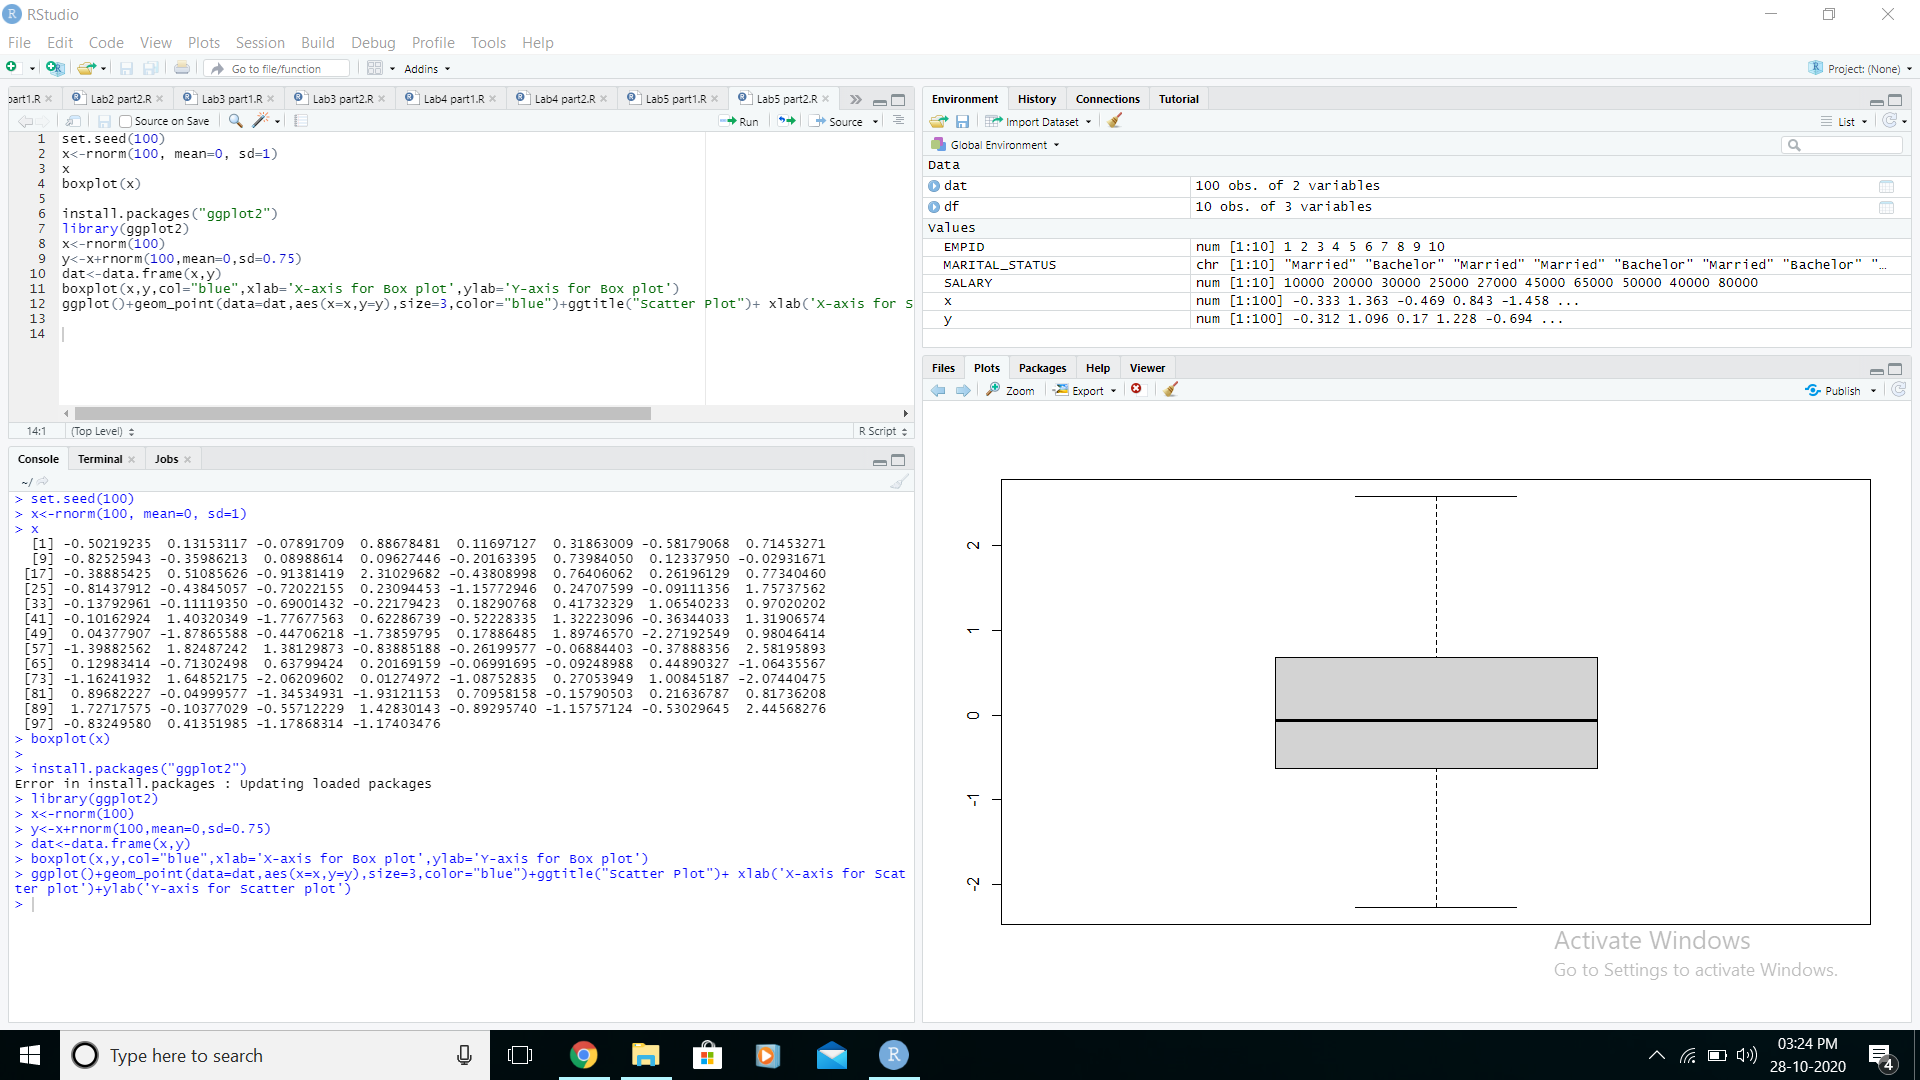 RStudio
File Edit Code View Plots Session Build Debug Profile Tools Help
Go to file/function Addins Project: (None)
part1.R Lab2 part2.R Lab3 part1.R Lab3 part2.R Lab4 part1.R Lab4 part2.R Lab5 part1.R Lab5 part2.R
Source on Save Run Source
1 set.seed(100)
2 x<-rnorm(100, mean=0, sd=1)
3 x
4 boxplot(x)
5
6 install.packages("ggplot2")
7 library(ggplot2)
8 x<-rnorm(100)
9 y<-x+rnorm(100,mean=0,sd=0.75)
10 dat<-data.frame(x,y)
11 boxplot(x,y,col="blue",xlab='X-axis for Box plot',ylab='Y-axis for Box plot')
12 ggplot()+geom_point(data=dat,aes(x=x,y=y),size=3,color="blue")+ggtitle("Scatter Plot")+ xlab('X-axis for S
13
14
14:1 (Top Level) R Script
Console Terminal Jobs
~/
> set.seed(100)
> x<-rnorm(100, mean=0, sd=1)
> x
[1] -0.50219235 0.13153117 -0.07891709 0.88678481 0.11697127 0.31863009 -0.58179068 0.71453271
[9] -0.82525943 -0.35986213 0.08988614 0.09627446 -0.20163395 0.73984050 0.12337950 -0.02931671
[17] -0.38885425 0.51085626 -0.91381419 2.31029682 -0.43808998 0.76406062 0.26196129 0.77340460
[25] -0.81437912 -0.43845057 -0.72022155 0.23094453 -1.15772946 0.24707599 -0.09111356 1.75737562
[33] -0.13792961 -0.11119350 -0.69001432 -0.22179423 0.18290768 0.41732329 1.06540233 0.97020202
[41] -0.10162924 1.40320349 -1.77677563 0.62286739 -0.52228335 1.32223096 -0.36344033 1.31906574
[49] 0.04377907 -1.87865588 -0.44706218 -1.73859795 0.17886485 1.89746570 -2.27192549 0.98046414
[57] -1.39882562 1.82487242 1.38129873 -0.83885188 -0.26199577 -0.06884403 -0.37888356 2.58195893
[65] 0.12983414 -0.71302498 0.63799424 0.20169159 -0.06991695 -0.09248988 0.44890327 -1.06435567
[73] -1.16241932 1.64852175 -2.06209602 0.01274972 -1.08752835 0.27053949 1.00845187 -2.07440475
[81] 0.89682227 -0.04999577 -1.34534931 -1.93121153 0.70958158 -0.15790503 0.21636787 0.81736208
[89] 1.72717575 -0.10377029 -0.55712229 1.42830143 -0.89295740 -1.15757124 -0.53029645 2.44568276
[97] -0.83249580 0.41351985 -1.17868314 -1.17403476
> boxplot(x)
>
> install.packages("ggplot2")
Error in install.packages : Updating loaded packages
> library(ggplot2)
> x<-rnorm(100)
> y<-x+rnorm(100,mean=0,sd=0.75)
> dat<-data.frame(x,y)
> boxplot(x,y,col="blue",xlab='X-axis for Box plot',ylab='Y-axis for Box plot')
> ggplot()+geom_point(data=dat,aes(x=x,y=y),size=3,color="blue")+ggtitle("Scatter Plot")+ xlab('X-axis for Scat
ter plot')+ylab('Y-axis for Scatter plot')
>
Environment History Connections Tutorial
Import Dataset List
Global Environment
Data
dat 100 obs. of 2 variables
df 10 obs. of 3 variables
Values
EMPID num [1:10] 1 2 3 4 5 6 7 8 9 10
MARITAL_STATUS chr [1:10] "Married" "Bachelor" "Married" "Married" "Bachelor" "Married" "Bachelor" "…
SALARY num [1:10] 10000 20000 30000 25000 27000 45000 65000 50000 40000 80000
x num [1:100] -0.333 1.363 -0.469 0.843 -1.458 ...
y num [1:100] -0.312 1.096 0.17 1.228 -0.694 ...
Files Plots Packages Help Viewer
Zoom Export Publish
2
1
0
-1
-2
Activate Windows
Go to Settings to activate Windows.
Type here to search
R
03:24 PM
28-10-2020
4